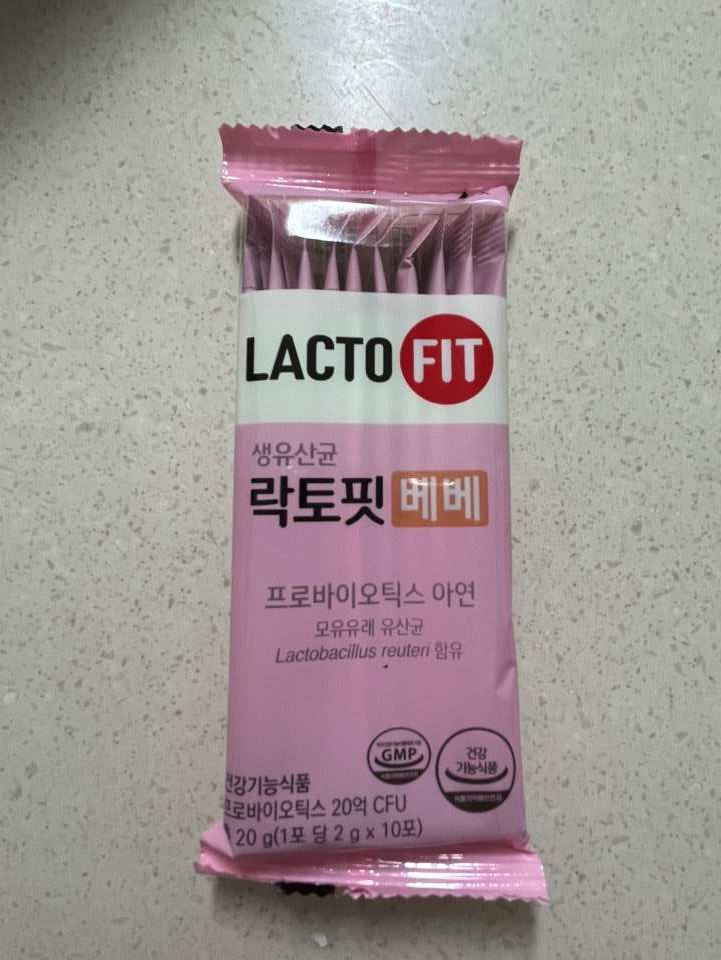 LACTO FIT
생유산균
락토핏 베베
프로바이오틱스 아연
모유유래 유산균
Lactobacillus reuteri 함유
GMP
건강
기능식품
건강기능식품
프로바이오틱스 20억 CFU
20 g(1포 당 2 g x 10포)